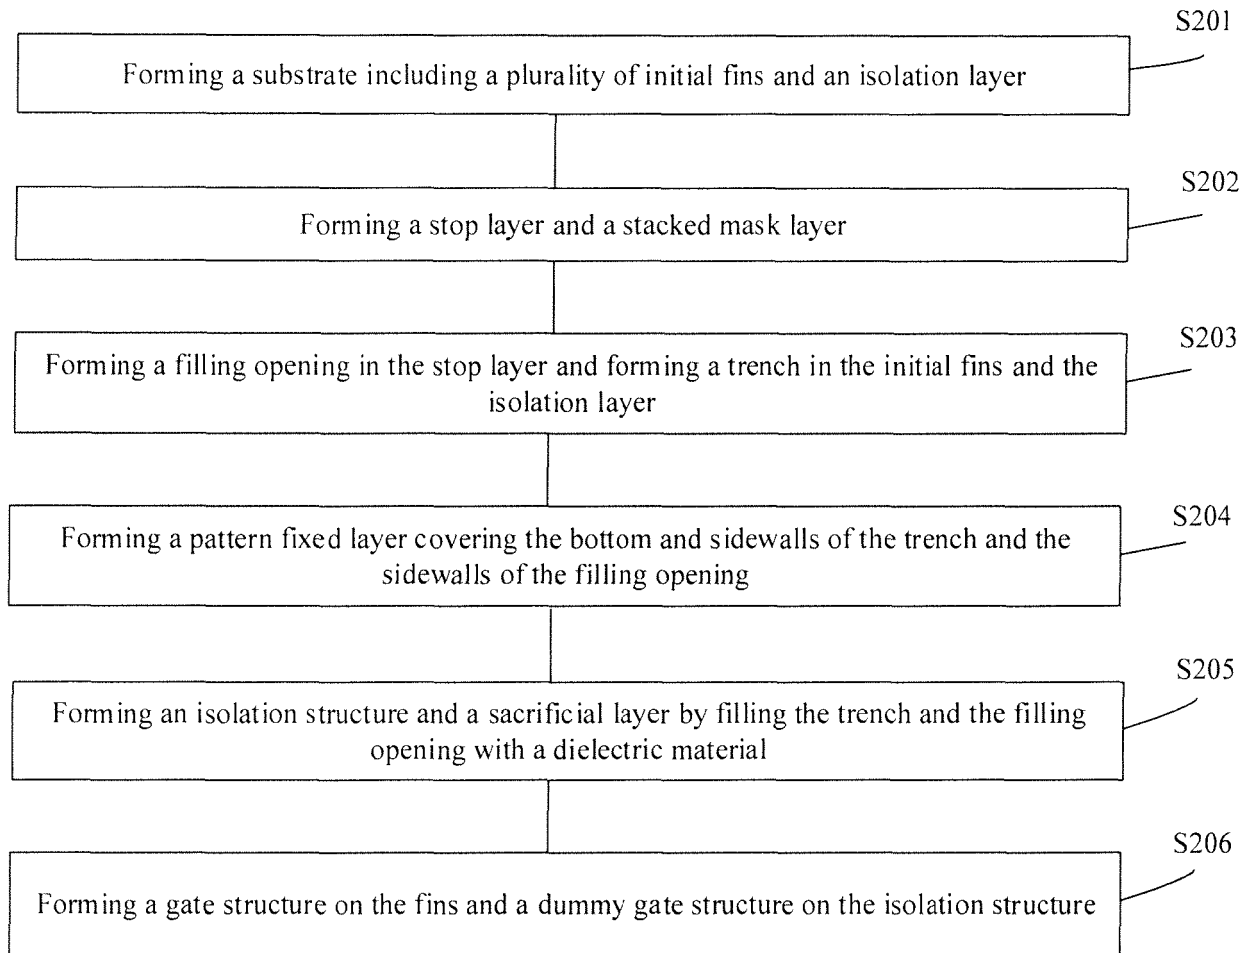 S201
Forming a substrate including a plurality of initial fins and an isolation layer
S202
Forming a stop layer and a stacked mask layer
S203
Forming a filling opening in the stop layer and forming a trench in the initial fins and the
isolation layer
S204
Forming a pattern fixed layer covering the bottom and sidewalls of the trench and the
sidewalls of the filling opening
S205
Forming an isolation structure and a sacrificial layer by filling the trench and the filling
opening with a dielectric material
S206
Forming a gate structure on the fins and a dummy gate structure on the isolation structure